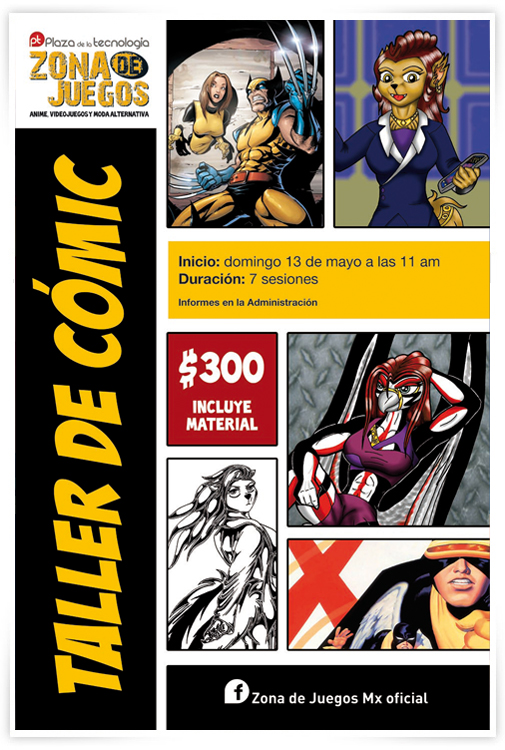 pt Plaza de la tecnología
ZONA DE
JUEGOS
ANIME, VIDEOJUEGOS Y MODA ALTERNATIVA
TALLER DE CÓMIC
Inicio: domingo 13 de mayo a las 11 am
Duración: 7 sesiones
Informes en la Administración
$300
INCLUYE
MATERIAL
X
f Zona de Juegos Mx oficial